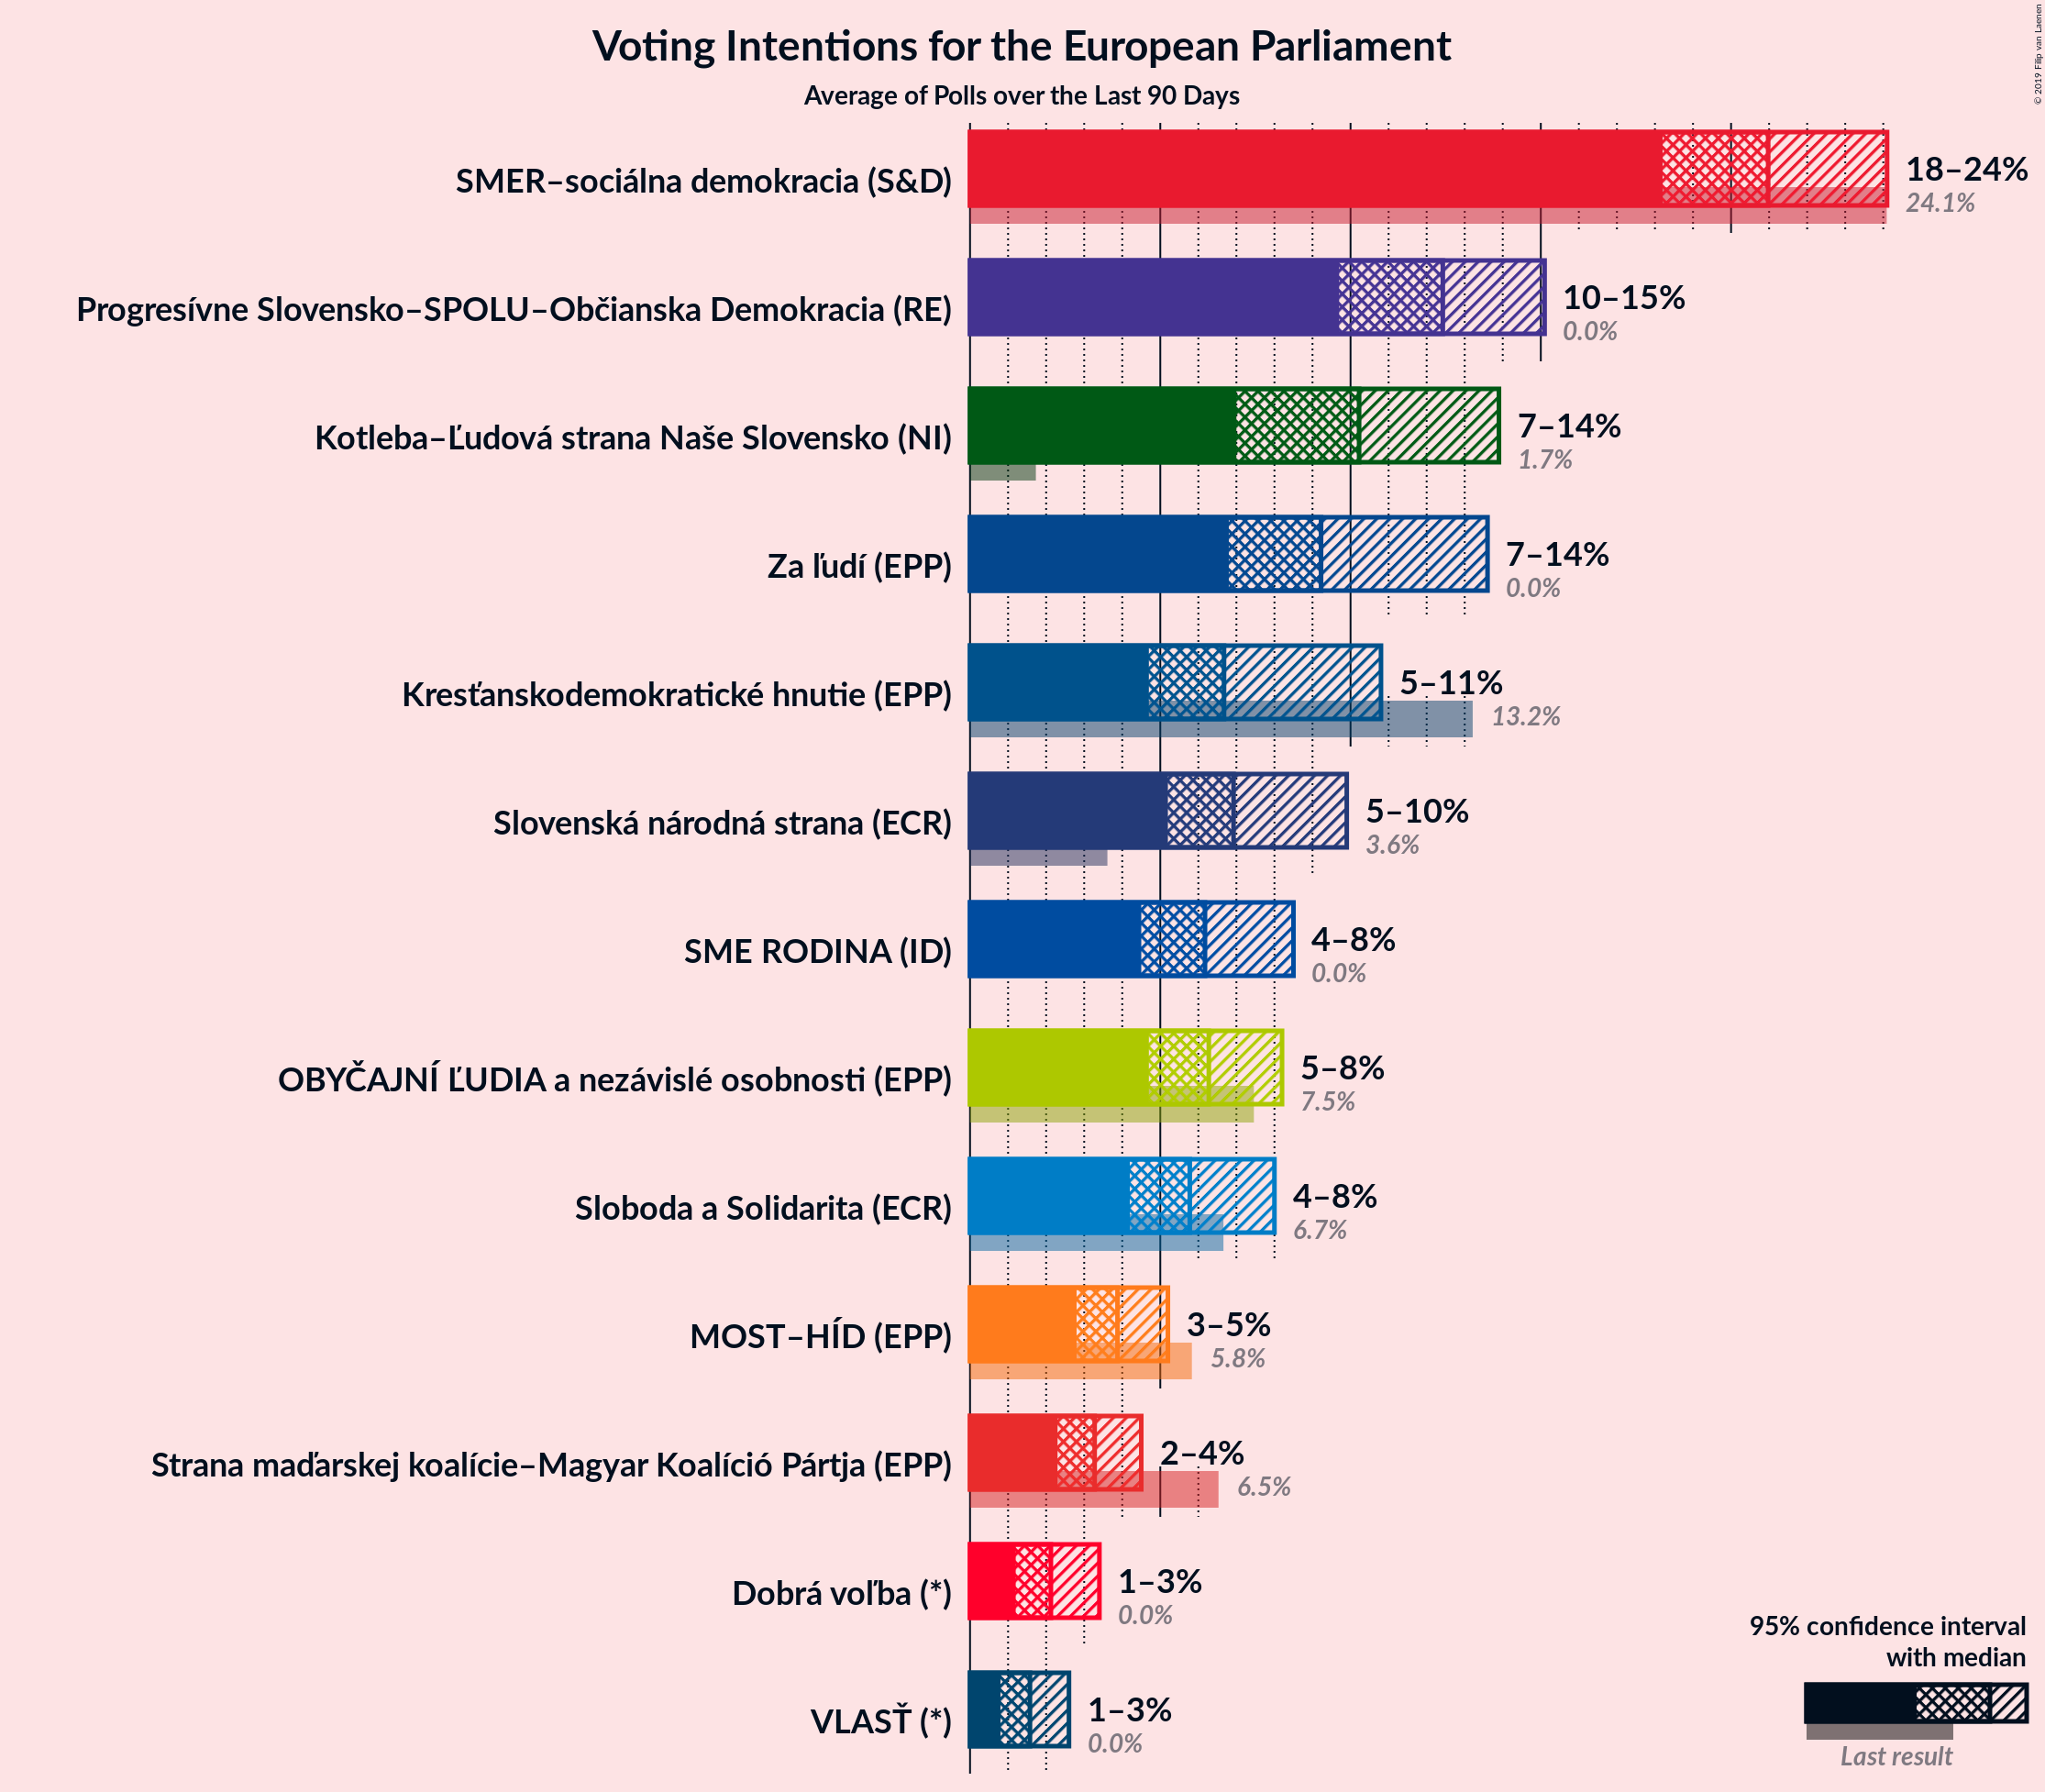 Voting Intentions for the European Parliament
Average of Polls over the Last 90 Days
© 2019 Filip van Laenen
SMER–sociálna demokracia (S&D)
18–24%
24.1%
Progresívne Slovensko–SPOLU–Občianska Demokracia (RE)
10–15%
0.0%
Kotleba–Ľudová strana Naše Slovensko (NI)
7–14%
1.7%
Za ľudí (EPP)
7–14%
0.0%
Kresťanskodemokratické hnutie (EPP)
5–11%
13.2%
Slovenská národná strana (ECR)
5–10%
3.6%
SME RODINA (ID)
4–8%
0.0%
OBYČAJNÍ ĽUDIA a nezávislé osobnosti (EPP)
5–8%
7.5%
Sloboda a Solidarita (ECR)
4–8%
6.7%
MOST–HÍD (EPP)
3–5%
5.8%
Strana maďarskej koalície–Magyar Koalíció Pártja (EPP)
2–4%
6.5%
Dobrá voľba (*)
1–3%
0.0%
VLASŤ (*)
1–3%
0.0%
95% confidence interval
with median
Last result